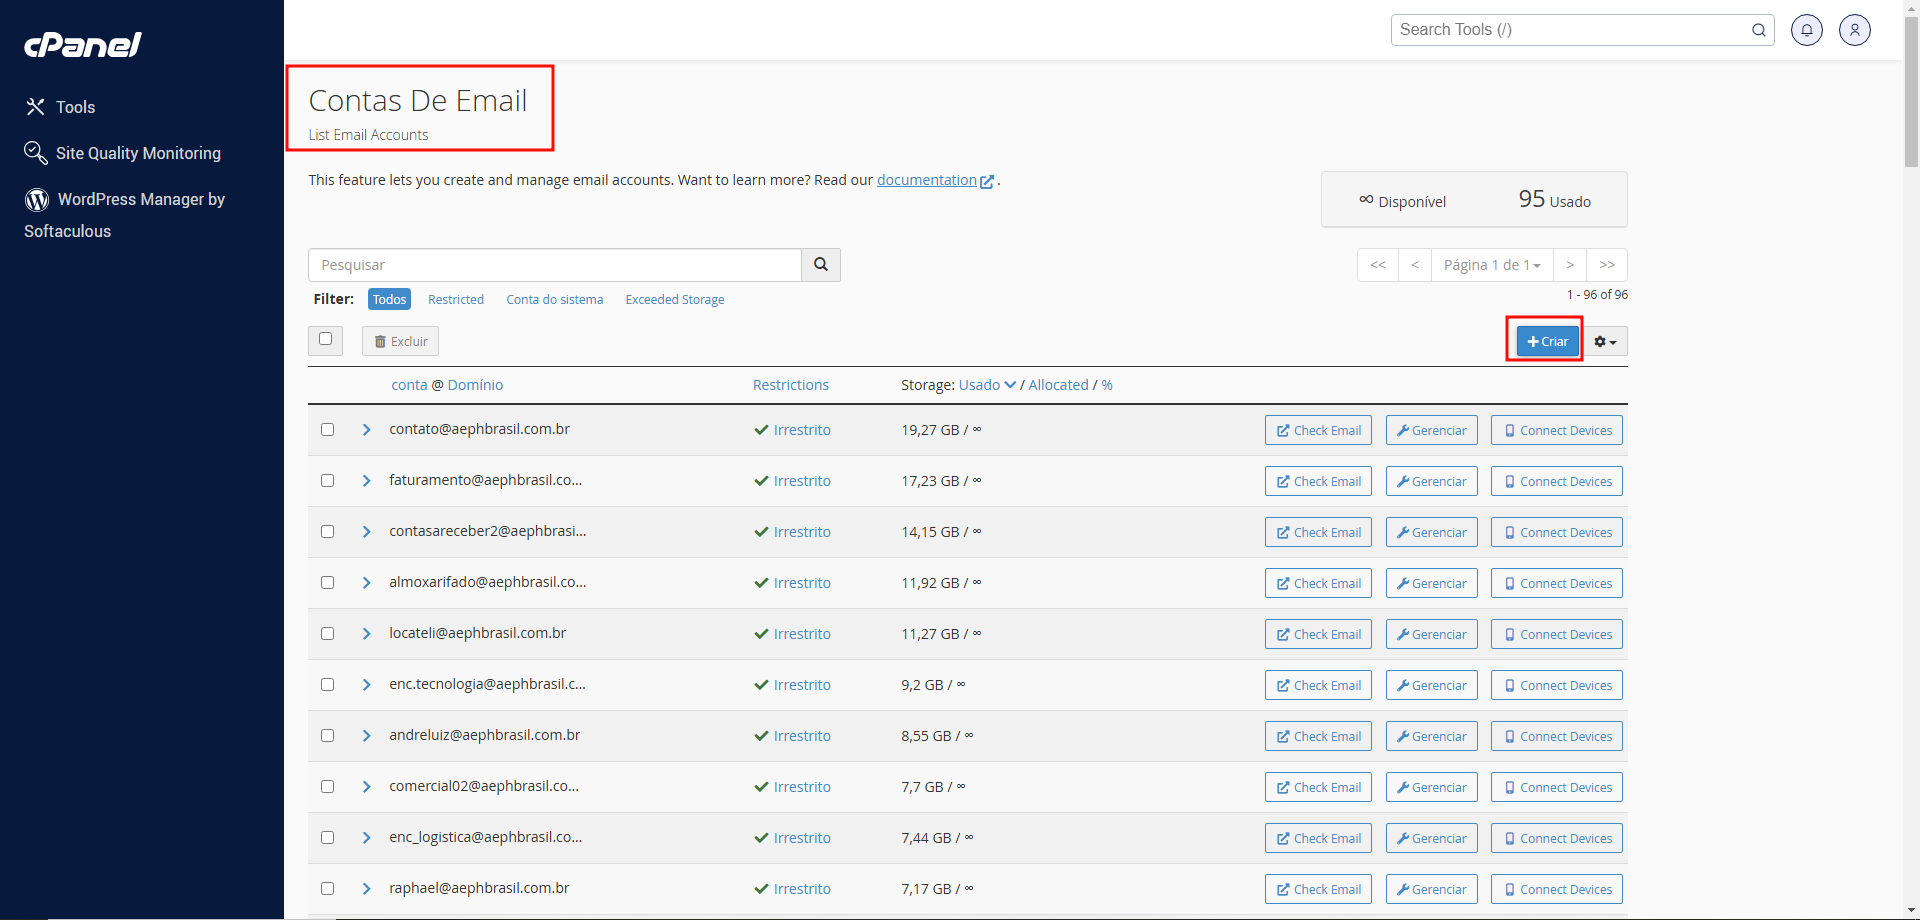 cPanel
Search Tools (/)
Tools
Site Quality Monitoring
WordPress Manager by
Softaculous
Contas De Email
List Email Accounts
This feature lets you create and manage email accounts. Want to learn more? Read our documentation .
∞ Disponível 95 Usado
Pesquisar
<< < Página 1 de 1 > >>
Filter: Todos Restricted Conta do sistema Exceeded Storage
1 - 96 of 96
Excluir
Criar
conta @ Domínio Restrictions Storage: Usado / Allocated / %
contato@aephbrasil.com.br Irrestrito 19,27 GB / ∞ Check Email Gerenciar Connect Devices
faturamento@aephbrasil.co... Irrestrito 17,23 GB / ∞ Check Email Gerenciar Connect Devices
contasareceber2@aephbrasi... Irrestrito 14,15 GB / ∞ Check Email Gerenciar Connect Devices
almoxarifado@aephbrasil.co... Irrestrito 11,92 GB / ∞ Check Email Gerenciar Connect Devices
locateli@aephbrasil.com.br Irrestrito 11,27 GB / ∞ Check Email Gerenciar Connect Devices
enc.tecnologia@aephbrasil.c... Irrestrito 9,2 GB / ∞ Check Email Gerenciar Connect Devices
andreluiz@aephbrasil.com.br Irrestrito 8,55 GB / ∞ Check Email Gerenciar Connect Devices
comercial02@aephbrasil.co... Irrestrito 7,7 GB / ∞ Check Email Gerenciar Connect Devices
enc_logistica@aephbrasil.co... Irrestrito 7,44 GB / ∞ Check Email Gerenciar Connect Devices
raphael@aephbrasil.com.br Irrestrito 7,17 GB / ∞ Check Email Gerenciar Connect Devices